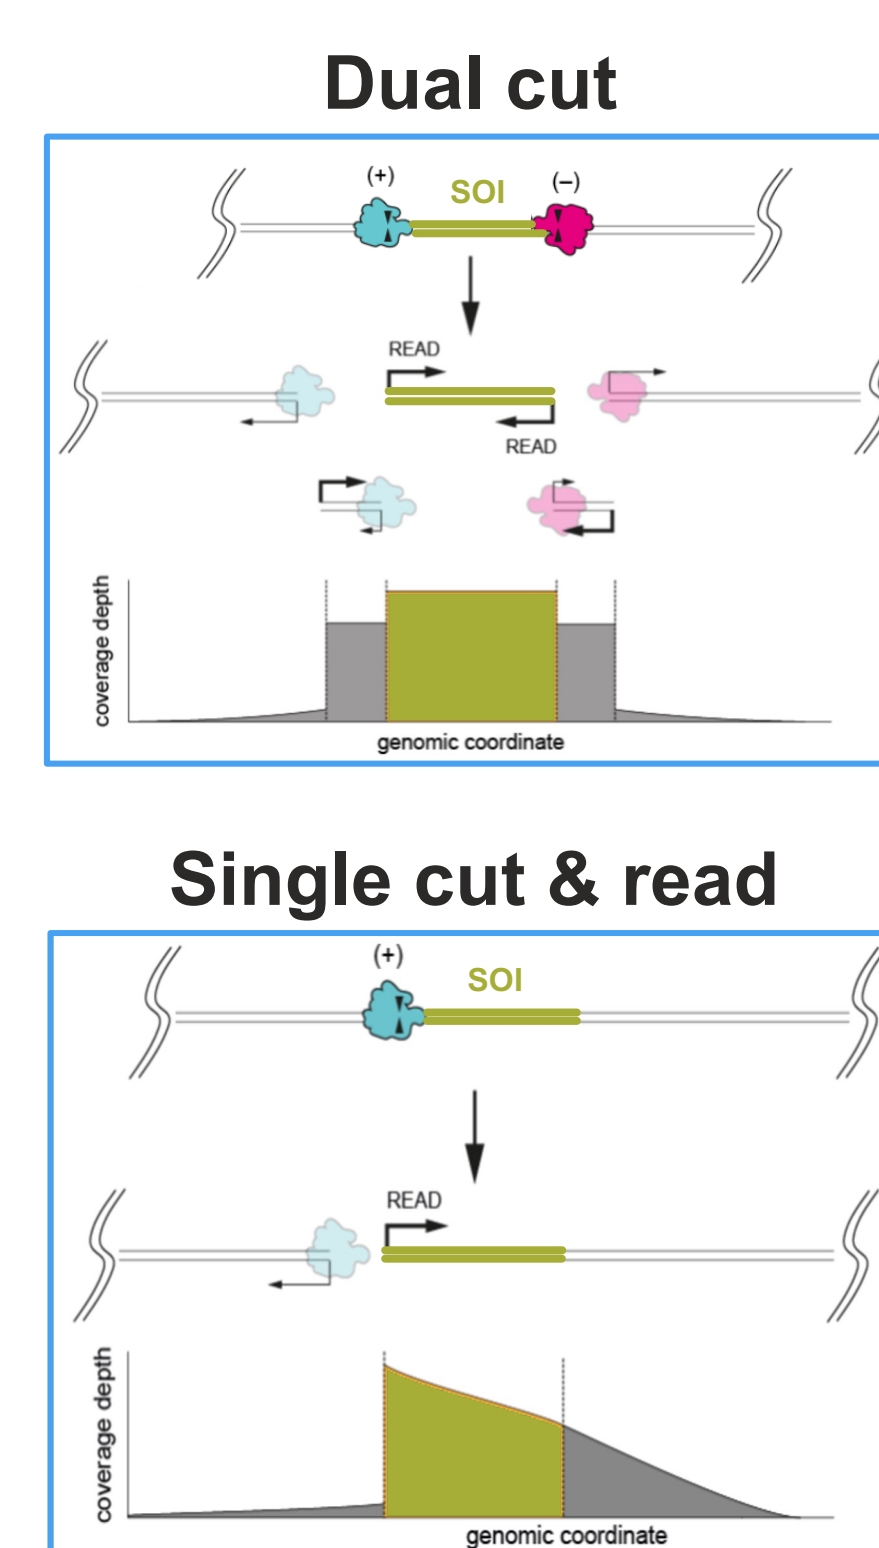 Dual cut
(+)
SOI
(–)
READ
READ
coverage depth
genomic coordinate
Single cut & read
(+)
SOI
READ
coverage depth
genomic coordinate